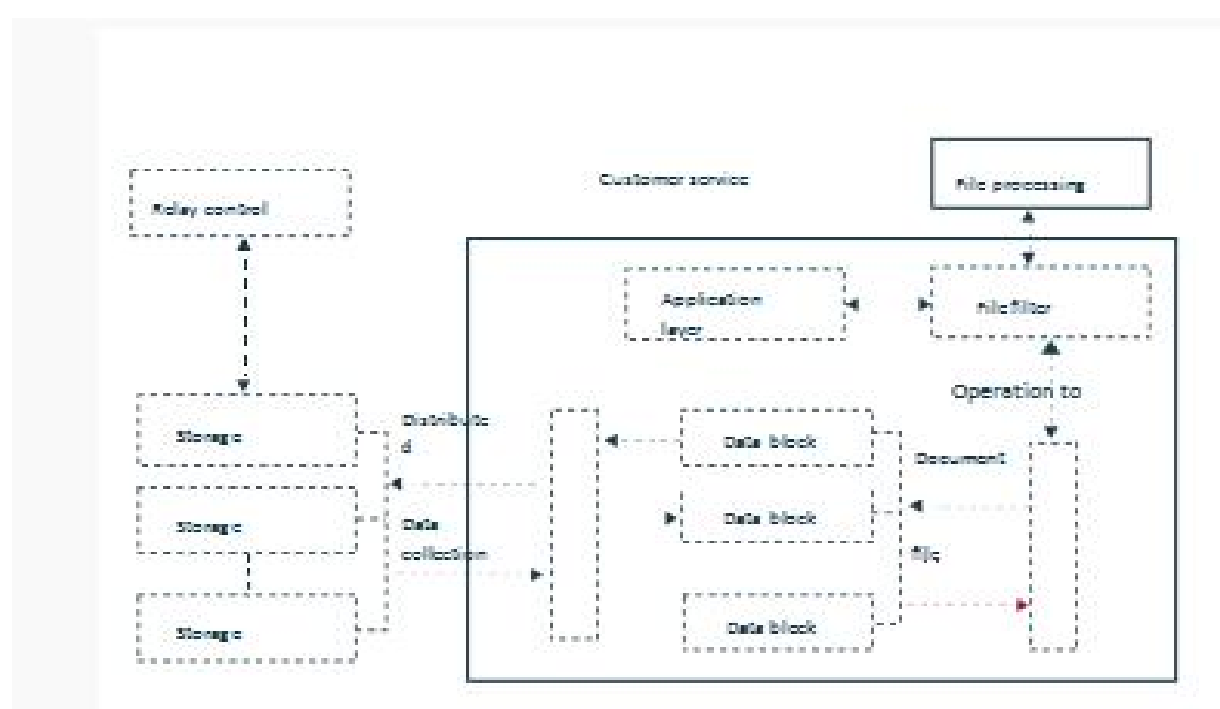 Customer service
File processing
Relay control
Application
layer
File filter
Operation to
Storage
Distribute
d
Data block
Document
Storage
Data
collection
Data block
file
Storage
Data block